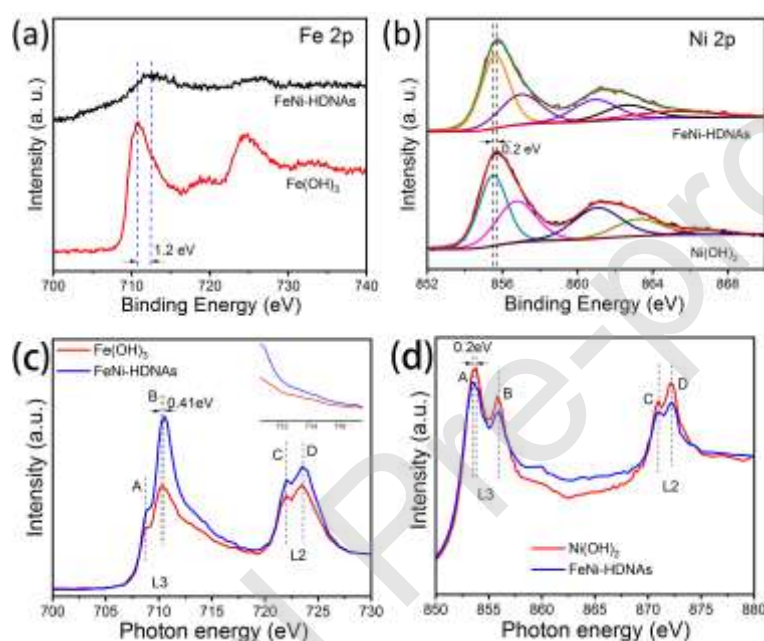 (a)
Fe 2p
FeNi-HDNAs
Fe(OH)3
1.2 eV
Intensity (a. u.)
700 710 720 730 740
Binding Energy (eV)
(b)
Ni 2p
FeNi-HDNAs
0.2 eV
Ni(OH)2
Intensity (a. u.)
852 856 860 864 868
Binding Energy (eV)
(c)
Fe(OH)3
FeNi-HDNAs
B
0.41eV
A
C
D
L3
L2
Intensity (a.u.)
700 705 710 715 720 725 730
Photon energy (eV)
(d)
0.2eV
A
B
C
D
L3
L2
Ni(OH)2
FeNi-HDNAs
Intensity (a.u.)
850 855 860 865 870 875 880
Photon energy (eV)
Pre-pro